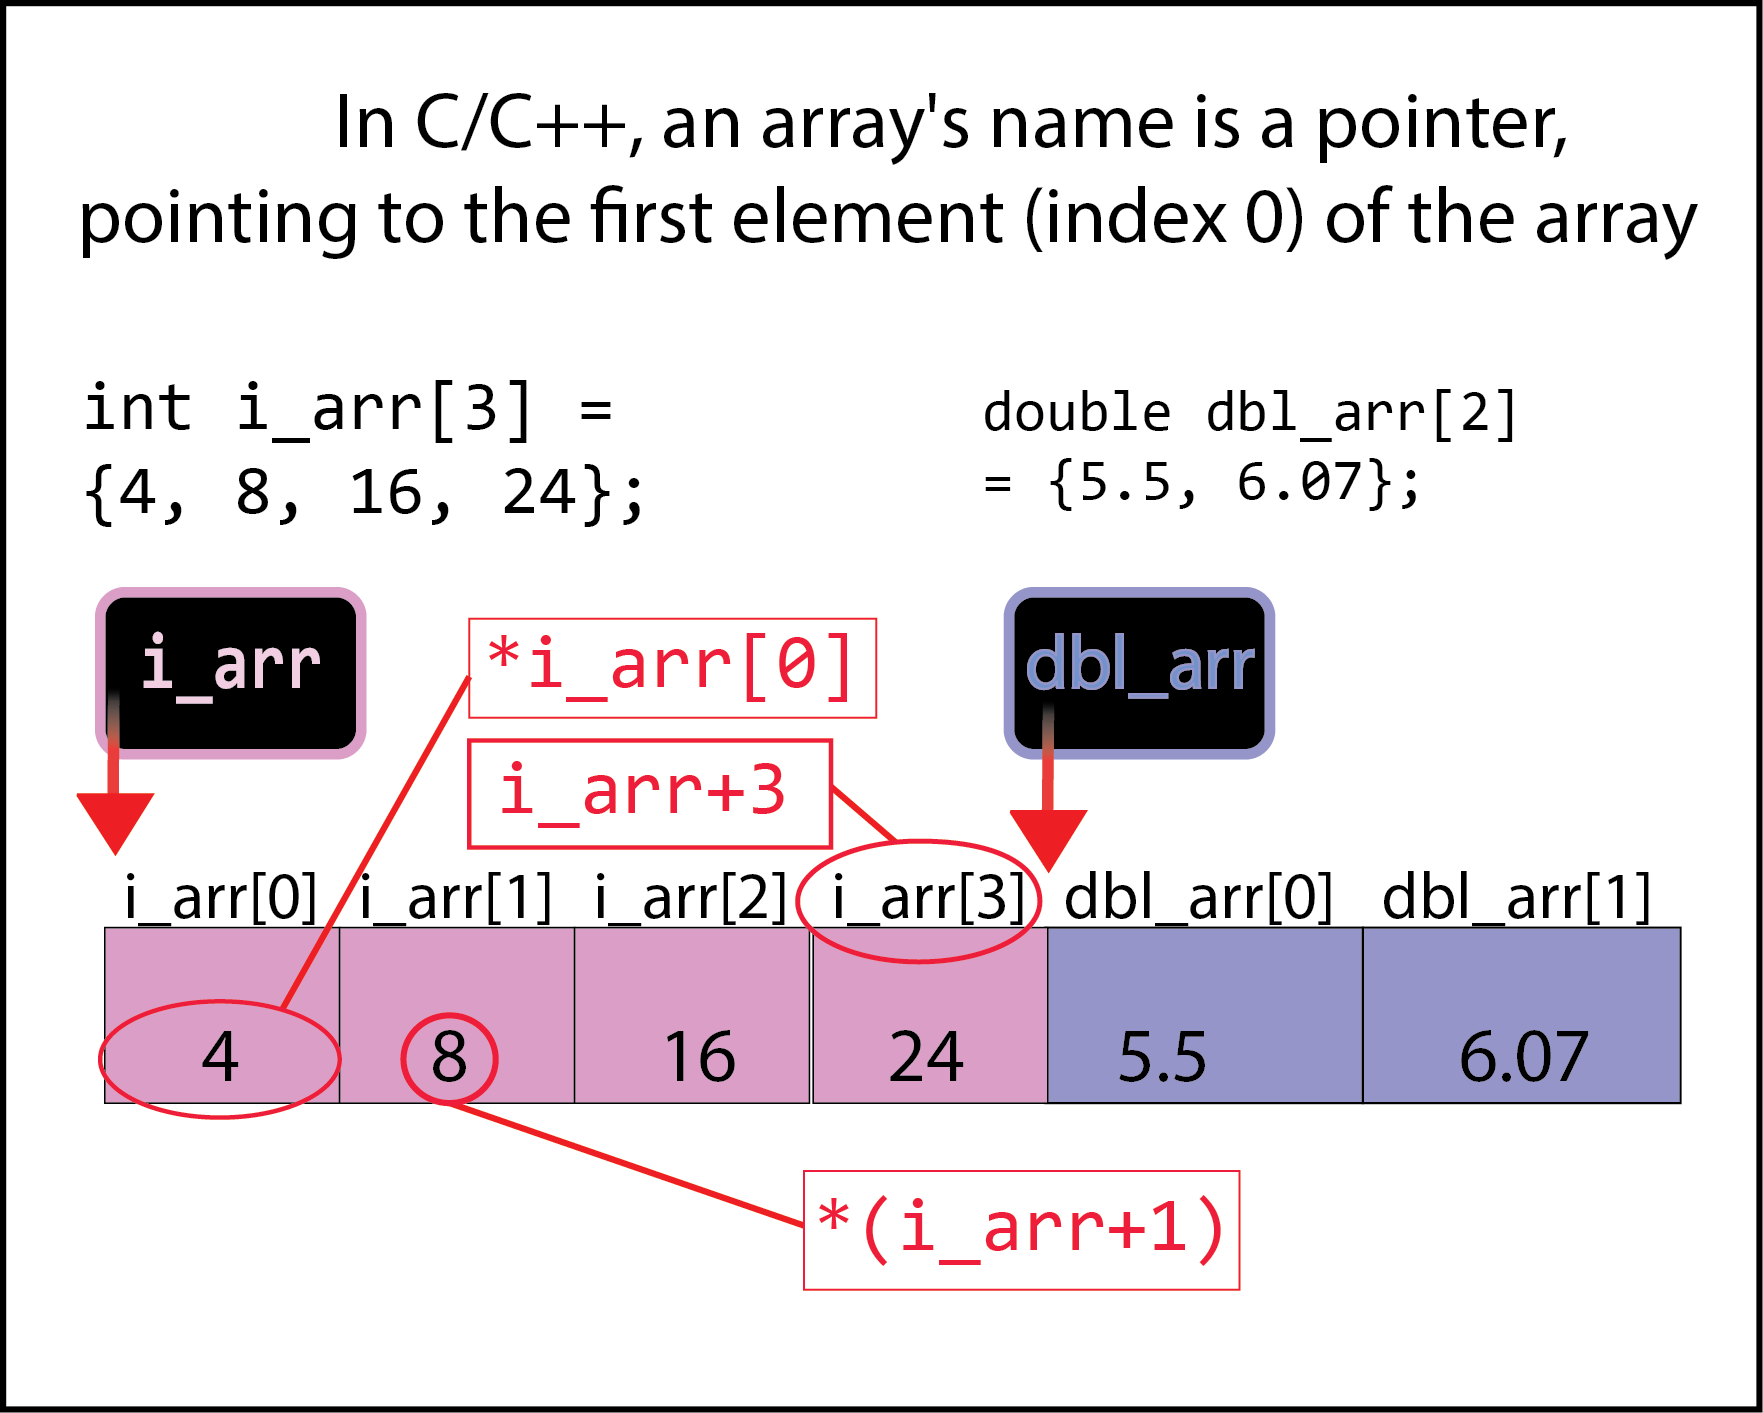 In C/C++, an array's name is a pointer,
pointing to the first element (index 0) of the array
int i_arr[3] =
{4, 8, 16, 24};
double dbl_arr[2]
= {5.5, 6.07};
i_arr
*i_arr[0]
dbl_arr
i_arr+3
i_arr[0] i_arr[1] i_arr[2] i_arr[3] dbl_arr[0] dbl_arr[1]
4 8 16 24 5.5 6.07
*(i_arr+1)